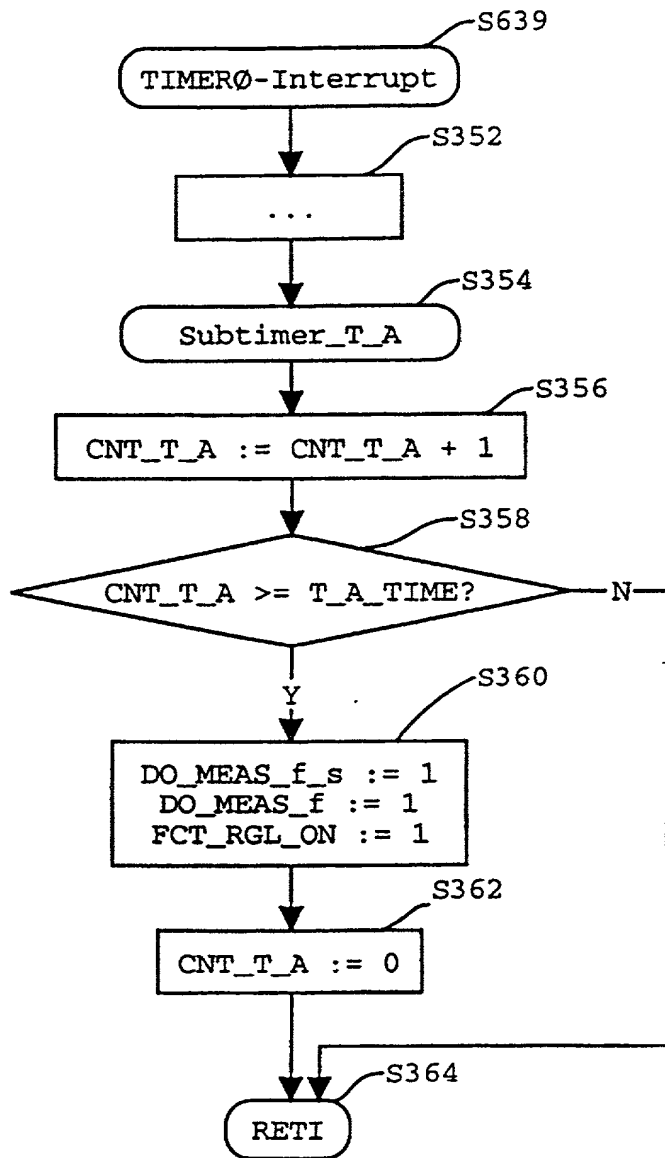 S639
TIMERØ-Interrupt
S352
...
S354
Subtimer_T_A
S356
CNT_T_A := CNT_T_A + 1
S358
CNT_T_A >= T_A_TIME?
N
Y
S360
DO_MEAS_f_s := 1
DO_MEAS_f := 1
FCT_RGL_ON := 1
S362
CNT_T_A := 0
S364
RETI